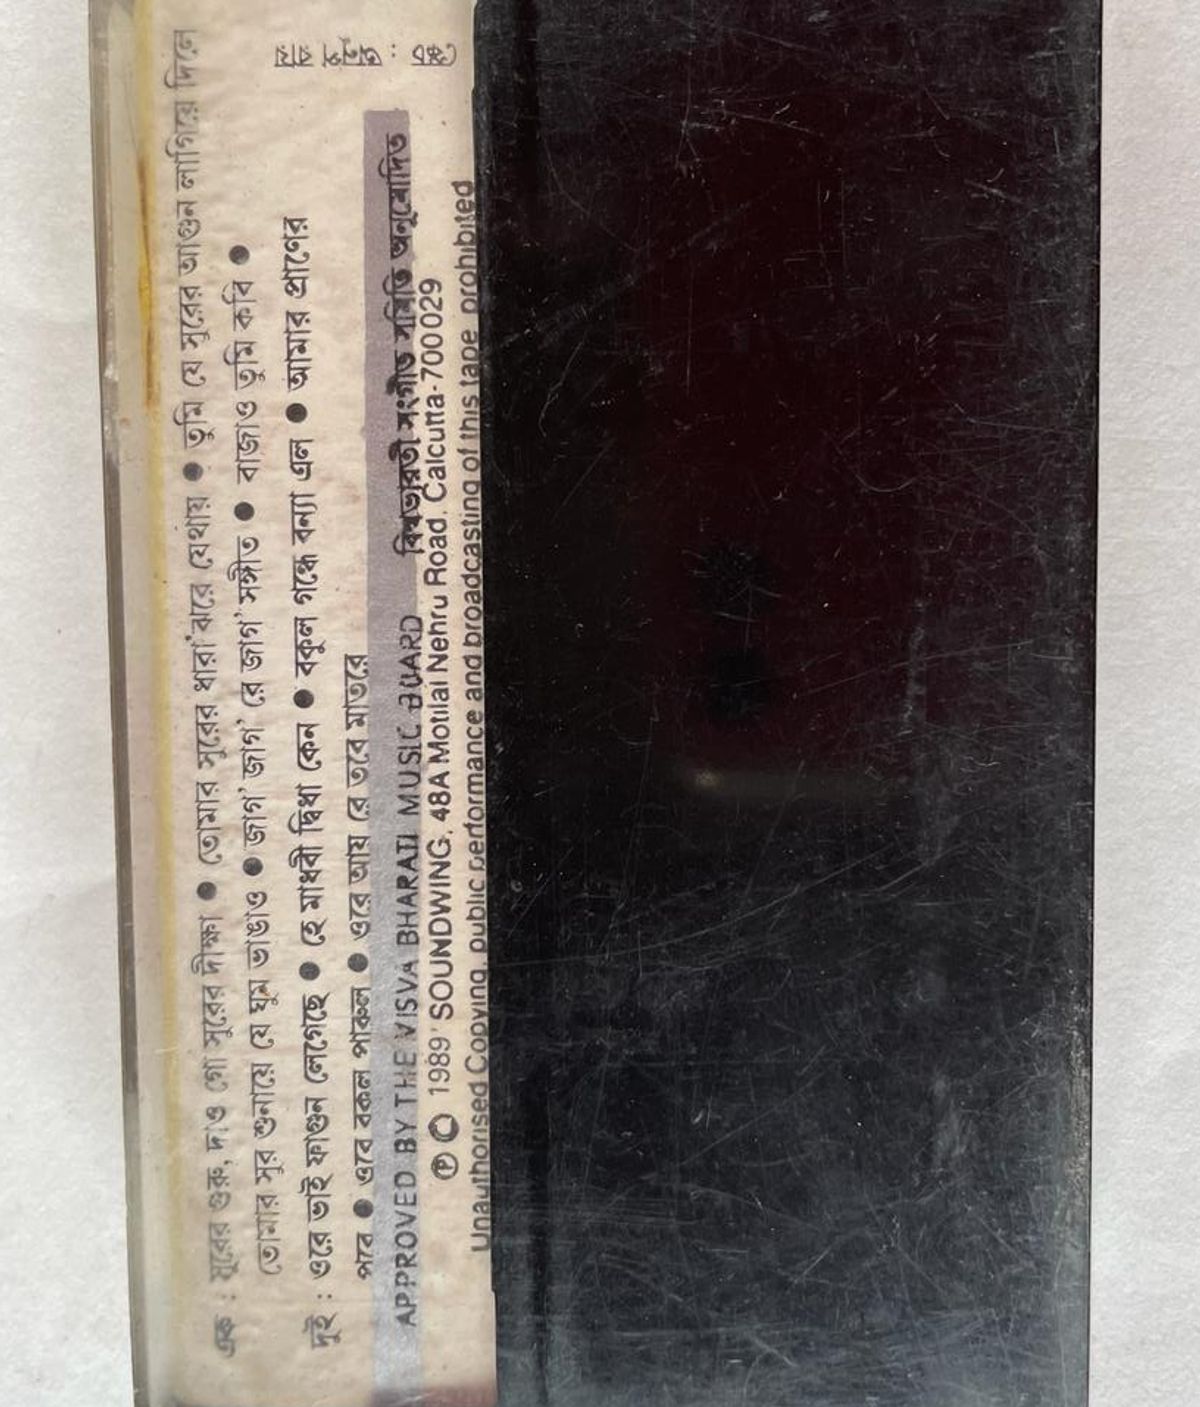 এক : সুরের গুরু, দাও গো সুরের দীক্ষা ● তোমার সুরের ধারা ঝরে যেথায় ● তুমি যে সুরের আগুন লাগিয়ে দিলে
তোমার সুর শুনায়ে যে ঘুম ভাঙাও ● জাগ' জাগ' রে জাগ' সঙ্গীত ● বাজাও তুমি কবি ●
দুই : ওরে ভাই ফাগুন লেগেছে ● হে মাধবী দ্বিধা কেন ● বকুল গন্ধে বন্যা এল ● আমার প্রাণের
পরে ● ওরে বকুল পারুল ● ওরে আয় রে তবে মাতরে
APPROVED BY THE VISVA BHARATI MUSIC BOARD বিশ্বভারতী সংগীত সমিতি অনুমোদিত
Ⓟ © 1989 'SOUNDWING, 48A Motilal Nehru Road, Calcutta-700029
Unauthorised Copying, public performance and broadcasting of this tape prohibited